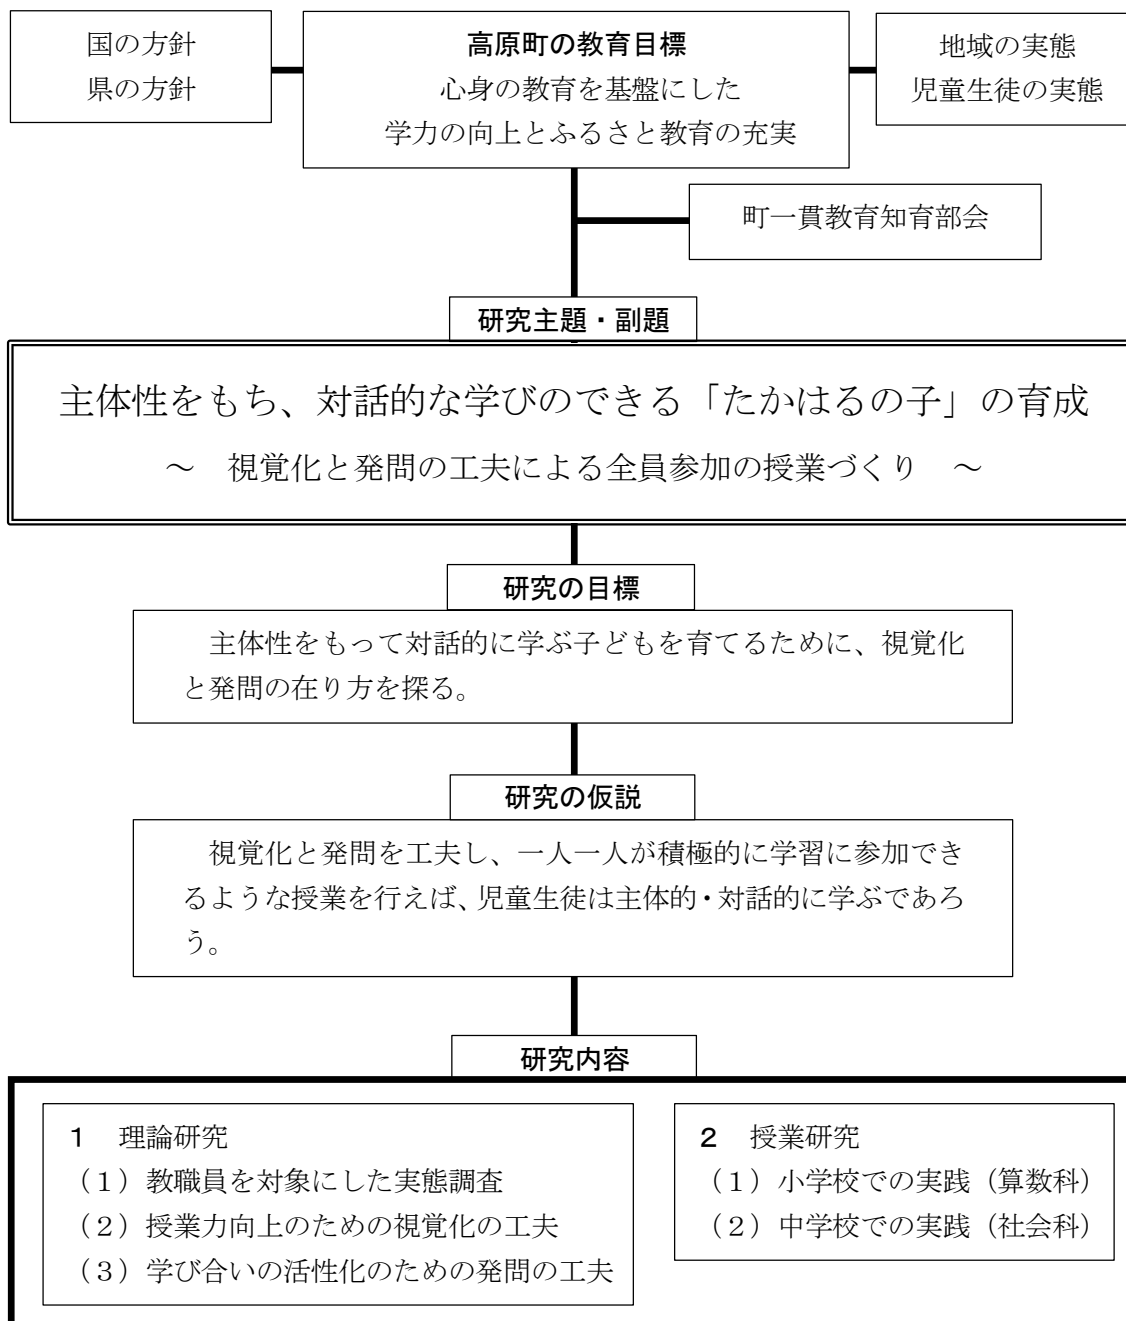 国の方針
県の方針
高原町の教育目標
心身の教育を基盤にした
学力の向上とふるさと教育の充実
地域の実態
児童生徒の実態
町一貫教育知育部会
研究主題・副題
主体性をもち、対話的な学びのできる「たかはるの子」の育成
～　視覚化と発問の工夫による全員参加の授業づくり　～
研究の目標
主体性をもって対話的に学ぶ子どもを育てるために、視覚化
と発問の在り方を探る。
研究の仮説
視覚化と発問を工夫し、一人一人が積極的に学習に参加でき
るような授業を行えば、児童生徒は主体的・対話的に学ぶであろ
う。
研究内容
１　理論研究
（１）教職員を対象にした実態調査
（２）授業力向上のための視覚化の工夫
（３）学び合いの活性化のための発問の工夫
２　授業研究
（１）小学校での実践（算数科）
（２）中学校での実践（社会科）